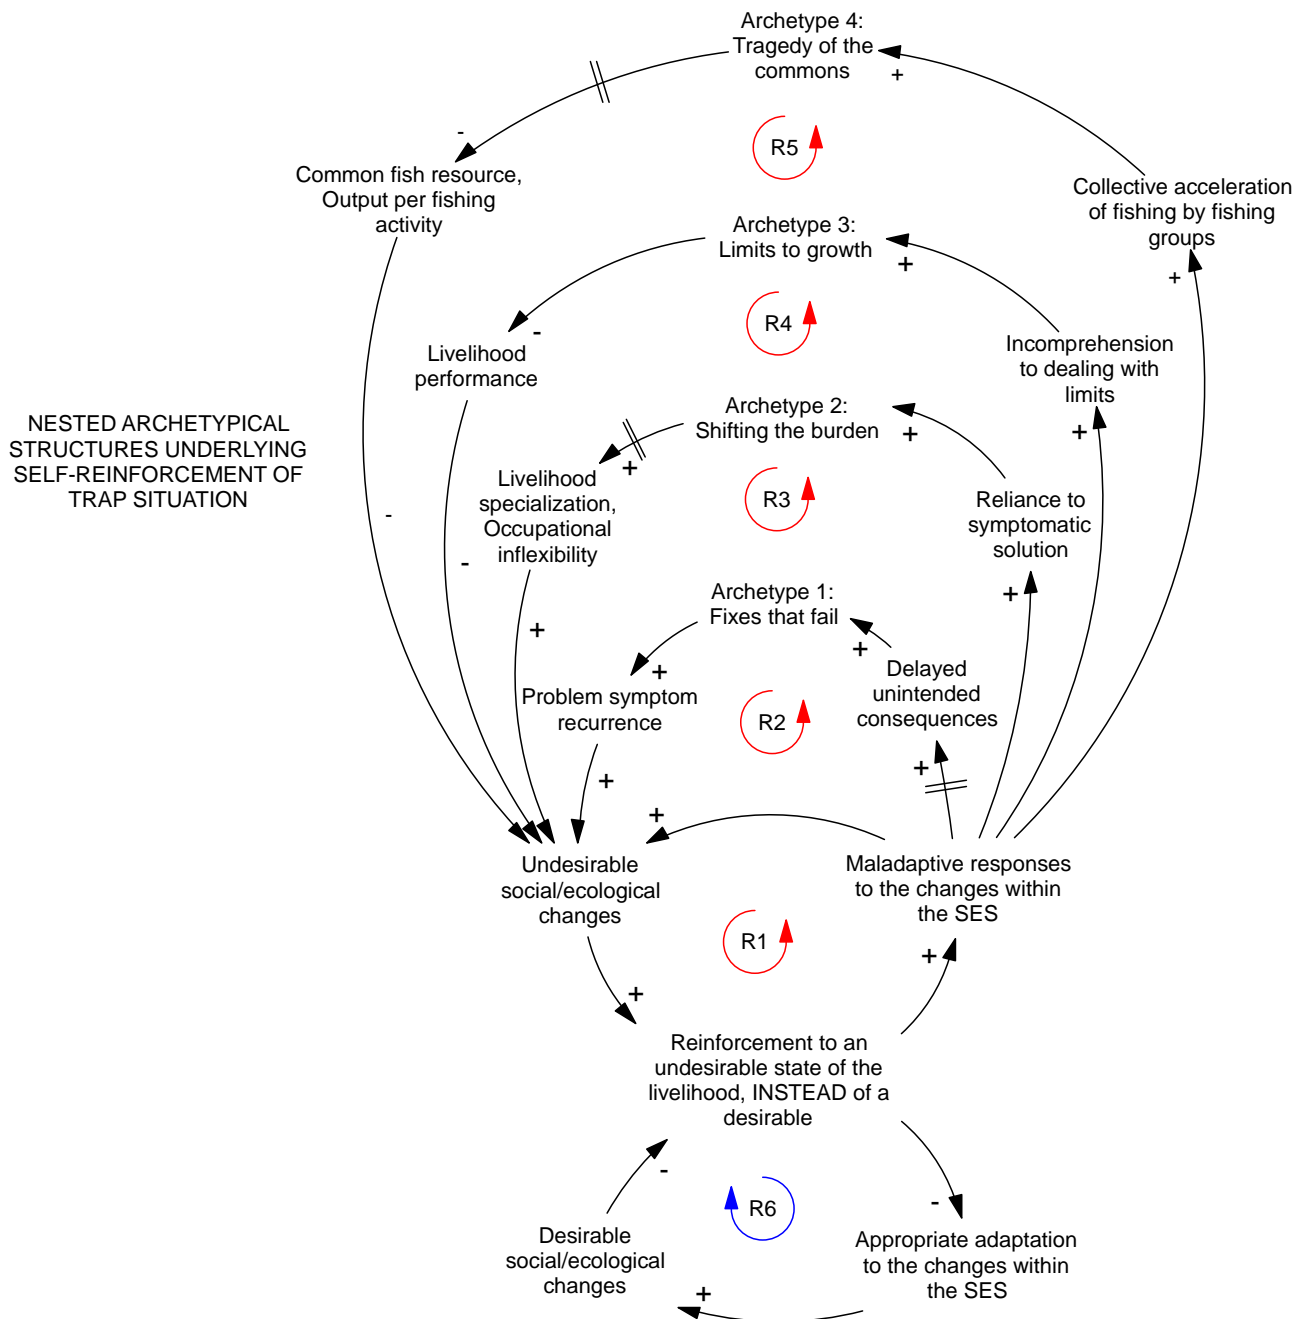 Archetype 4:
Tragedy of the
commons
+
-
R5
Common fish resource,
Output per fishing
activity
Collective acceleration
of fishing by fishing
groups
+
Archetype 3:
Limits to growth
+
-
R4
Livelihood
performance
Incomprehension
to dealing with
limits
+
NESTED ARCHETYPICAL
STRUCTURES UNDERLYING
SELF-REINFORCEMENT OF
TRAP SITUATION
Archetype 2:
Shifting the burden
+
+
R3
Livelihood
specialization,
Occupational
inflexibility
Reliance to
symptomatic
solution
+
-
-
+
Archetype 1:
Fixes that fail
+
+
R2
Problem symptom
recurrence
Delayed
unintended
consequences
+
+
+
Undesirable
social/ecological
changes
Maladaptive responses
to the changes within
the SES
R1
+
+
Reinforcement to an
undesirable state of the
livelihood, INSTEAD of a
desirable
-
-
R6
Desirable
social/ecological
changes
Appropriate adaptation
to the changes within
the SES
+